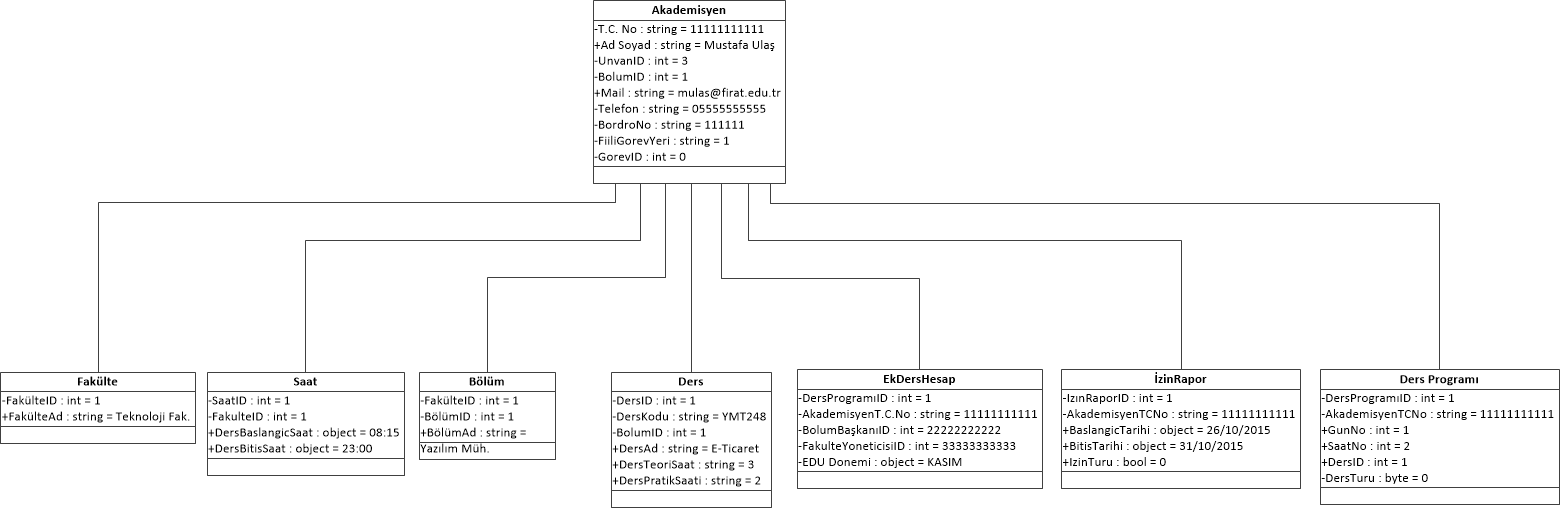 Akademisyen
-T.C. No : string = 11111111111
+Ad Soyad : string = Mustafa Ulaş
-UnvanID : int = 3
-BolumID : int = 1
+Mail : string = mulas@firat.edu.tr
-Telefon : string = 05555555555
-BordroNo : string = 111111
-FiiliGorevYeri : string = 1
-GorevID : int = 0
Fakülte
-FakülteID : int = 1
+FakülteAd : string = Teknoloji Fak.
Saat
-SaatID : int = 1
-FakulteID : int = 1
+DersBaslangicSaat : object = 08:15
+DersBitisSaat : object = 23:00
Bölüm
-FakülteID : int = 1
-BölümID : int = 1
+BölümAd : string =
Yazılım Müh.
Ders
-DersID : int = 1
-DersKodu : string = YMT248
-BolumID : int = 1
+DersAd : string = E-Ticaret
+DersTeoriSaat : string = 3
+DersPratikSaati : string = 2
EkDersHesap
-DersProgramıID : int = 1
-AkademisyenT.C.No : string = 11111111111
-BolumBaşkanıID : int = 22222222222
-FakulteYoneticisiID : int = 33333333333
-EDU Donemi : object = KASIM
İzinRapor
-IzınRaporID : int = 1
-AkademisyenTCNo : string = 11111111111
+BaslangicTarihi : object = 26/10/2015
+BitisTarihi : object = 31/10/2015
+IzinTuru : bool = 0
Ders Programı
-DersProgramıID : int = 1
-AkademisyenTCNo : string = 11111111111
+GunNo : int = 1
+SaatNo : int = 2
+DersID : int = 1
-DersTuru : byte = 0